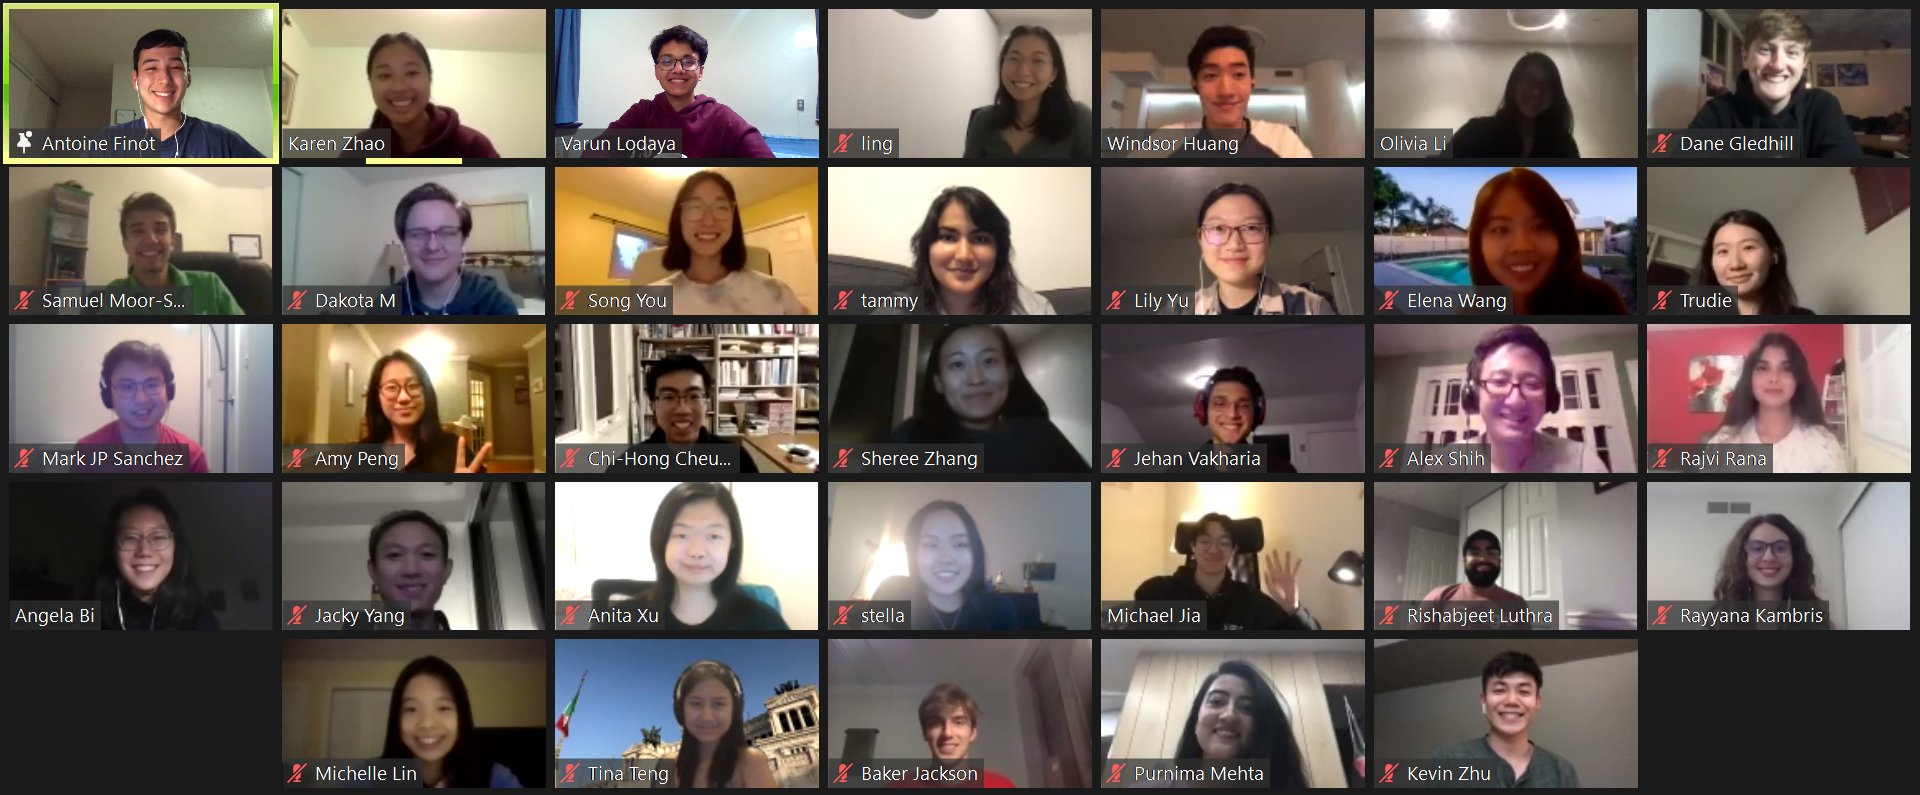 Antoine Finot
Karen Zhao
Varun Lodaya
ling
Windsor Huang
Olivia Li
Dane Gledhill
Samuel Moor-S...
Dakota M
Song You
tammy
Lily Yu
Elena Wang
Trudie
Mark JP Sanchez
Amy Peng
Chi-Hong Cheu...
Sheree Zhang
Jehan Vakharia
Alex Shih
Rajvi Rana
Angela Bi
Jacky Yang
Anita Xu
stella
Michael Jia
Rishabjeet Luthra
Rayyana Kambris
Michelle Lin
Tina Teng
Baker Jackson
Purnima Mehta
Kevin Zhu